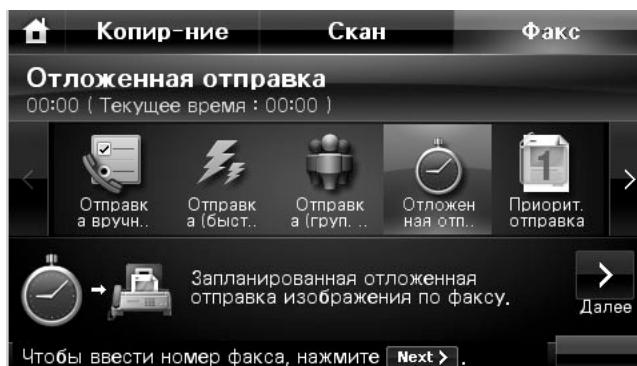 Копир-ние Скан Факс
Отложенная отправка
00:00 ( Текущее время : 00:00 )
Отправк
а вручн..
Отправк
а (быст..
Отправк
а (груп. ..
Отложен
ная отп..
1
Приорит.
отправка
Запланированная отложенная
отправка изображения по факсу.
Далее
Чтобы ввести номер факса, нажмите Next > .